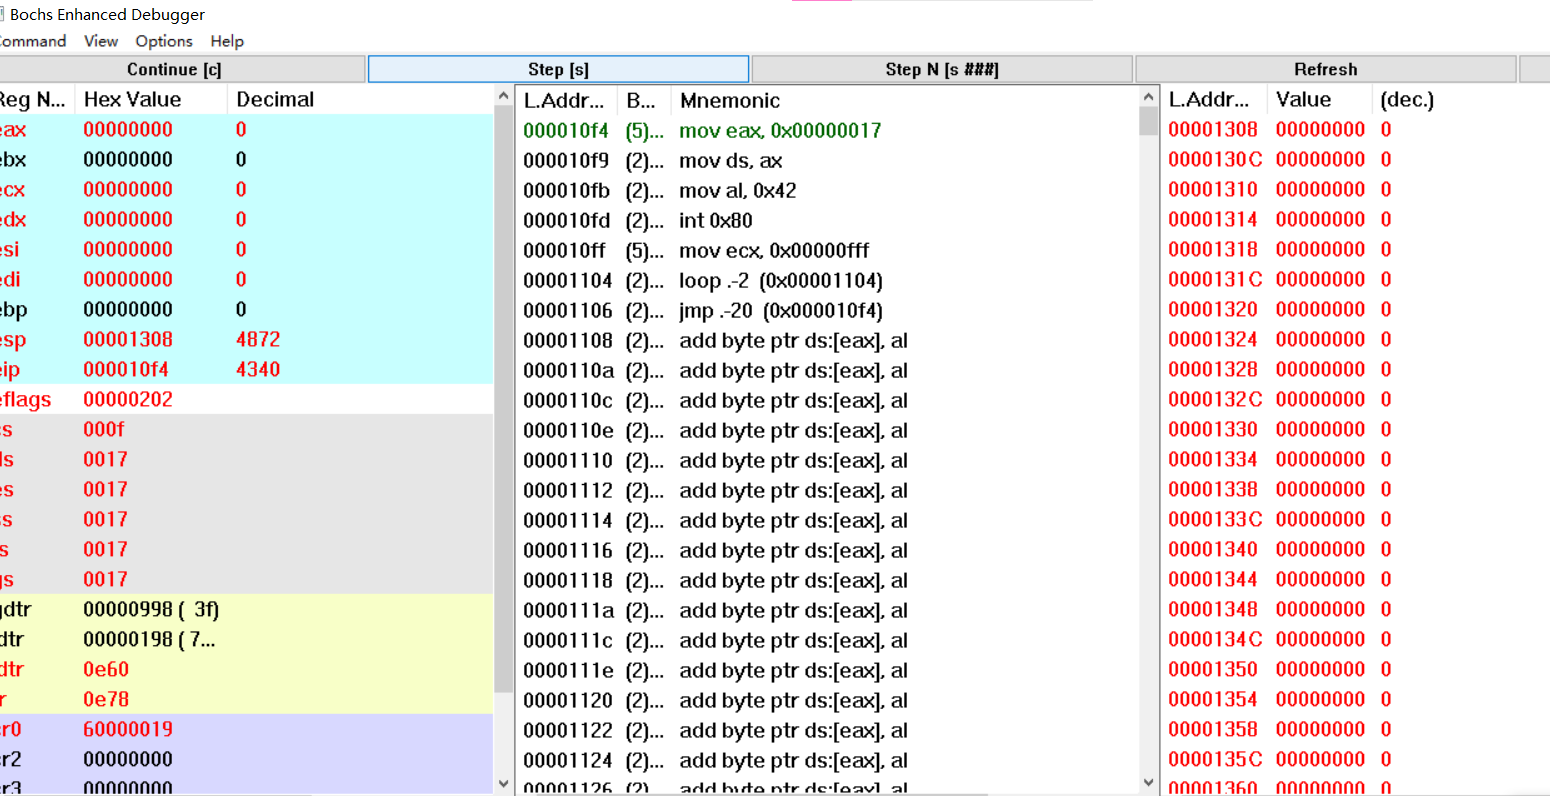 Bochs Enhanced Debugger
Command View Options Help
Continue [c] Step [s] Step N [s ###] Refresh
Reg N... Hex Value Decimal
eax 00000000 0
ebx 00000000 0
ecx 00000000 0
edx 00000000 0
esi 00000000 0
edi 00000000 0
ebp 00000000 0
esp 00001308 4872
eip 000010f4 4340
eflags 00000202
cs 000f
ds 0017
es 0017
ss 0017
fs 0017
gs 0017
gdtr 00000998 ( 3f)
idtr 00000198 ( 7...
ldtr 0e60
tr 0e78
cr0 60000019
cr2 00000000
cr3 00000000
L.Addr... B... Mnemonic
000010f4 (5)... mov eax, 0x00000017
000010f9 (2)... mov ds, ax
000010fb (2)... mov al, 0x42
000010fd (2)... int 0x80
000010ff (5)... mov ecx, 0x00000fff
00001104 (2)... loop .-2 (0x00001104)
00001106 (2)... jmp .-20 (0x000010f4)
00001108 (2)... add byte ptr ds:[eax], al
0000110a (2)... add byte ptr ds:[eax], al
0000110c (2)... add byte ptr ds:[eax], al
0000110e (2)... add byte ptr ds:[eax], al
00001110 (2)... add byte ptr ds:[eax], al
00001112 (2)... add byte ptr ds:[eax], al
00001114 (2)... add byte ptr ds:[eax], al
00001116 (2)... add byte ptr ds:[eax], al
00001118 (2)... add byte ptr ds:[eax], al
0000111a (2)... add byte ptr ds:[eax], al
0000111c (2)... add byte ptr ds:[eax], al
0000111e (2)... add byte ptr ds:[eax], al
00001120 (2)... add byte ptr ds:[eax], al
00001122 (2)... add byte ptr ds:[eax], al
00001124 (2)... add byte ptr ds:[eax], al
00001126 (2)... add byte ptr ds:[eax], al
L.Addr... Value (dec.)
00001308 00000000 0
0000130C 00000000 0
00001310 00000000 0
00001314 00000000 0
00001318 00000000 0
0000131C 00000000 0
00001320 00000000 0
00001324 00000000 0
00001328 00000000 0
0000132C 00000000 0
00001330 00000000 0
00001334 00000000 0
00001338 00000000 0
0000133C 00000000 0
00001340 00000000 0
00001344 00000000 0
00001348 00000000 0
0000134C 00000000 0
00001350 00000000 0
00001354 00000000 0
00001358 00000000 0
0000135C 00000000 0
00001360 00000000 0